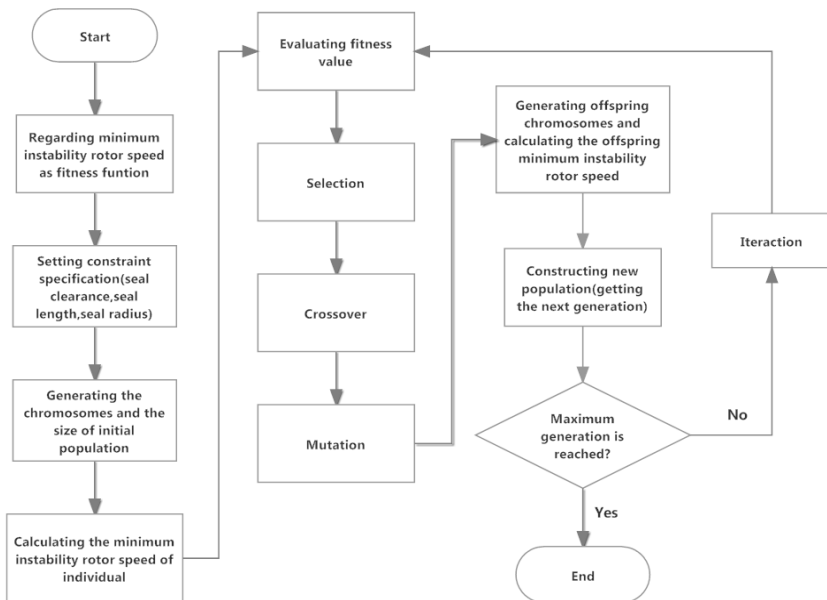 Start
Regarding minimum
instability rotor speed
as fitness funtion
Setting constraint
specification(seal
clearance,seal
length,seal radius)
Generating the
chromosomes and the
size of initial
population
Calculating the minimum
instability rotor speed of
individual
Evaluating fitness
value
Selection
Crossover
Mutation
Generating offspring
chromosomes and
calculating the offspring
minimum instability
rotor speed
Constructing new
population(getting
the next generation)
Maximum
generation is
reached?
No
Iteraction
Yes
End